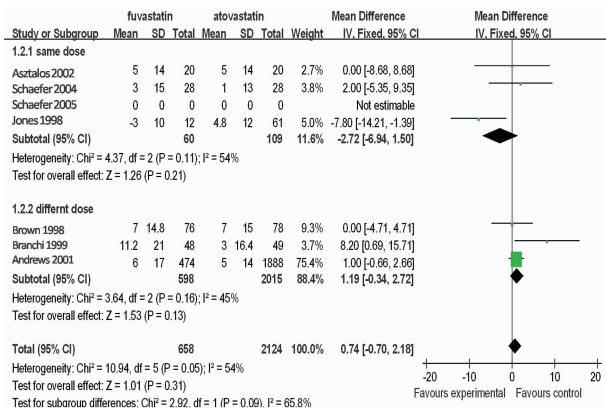 fuvastatin atovastatin Mean Difference Mean Difference
Study or Subgroup Mean SD Total Mean SD Total Weight IV, Fixed, 95% CI IV, Fixed, 95% CI
1.2.1 same dose
Asztalos 2002 5 14 20 5 14 20 2.7% 0.00 [-8.68, 8.68]
Schaefer 2004 3 15 28 1 13 28 3.8% 2.00 [-5.35, 9.35]
Schaefer 2005 0 0 0 0 0 0 Not estimable
Jones 1998 -3 10 12 4.8 12 61 5.0% -7.80 [-14.21, -1.39]
Subtotal (95% CI) 60 109 11.6% -2.72 [-6.94, 1.50]
Heterogeneity: Chi² = 4.37, df = 2 (P = 0.11); I² = 54%
Test for overall effect: Z = 1.26 (P = 0.21)
1.2.2 differnt dose
Brown 1998 7 14.8 76 7 15 78 9.3% 0.00 [-4.71, 4.71]
Branchi 1999 11.2 21 48 3 16.4 49 3.8% 8.20 [0.69, 15.71]
Andrews 2001 6 17 474 5 14 1888 75.4% 1.00 [-0.66, 2.66]
Subtotal (95% CI) 598 2015 88.4% 1.19 [-0.34, 2.72]
Heterogeneity: Chi² = 3.64, df = 2 (P = 0.16); I² = 45%
Test for overall effect: Z = 1.53 (P = 0.13)
Total (95% CI) 658 2124 100.0% 0.74 [-0.70, 2.18]
Heterogeneity: Chi² = 10.94, df = 5 (P = 0.05); I² = 54%
Test for overall effect: Z = 1.01 (P = 0.31)
Test for subgroup differences: Chi² = 2.92, df = 1 (P = 0.09), I² = 65.8%
-20 -10 0 10 20
Favours experimental Favours control